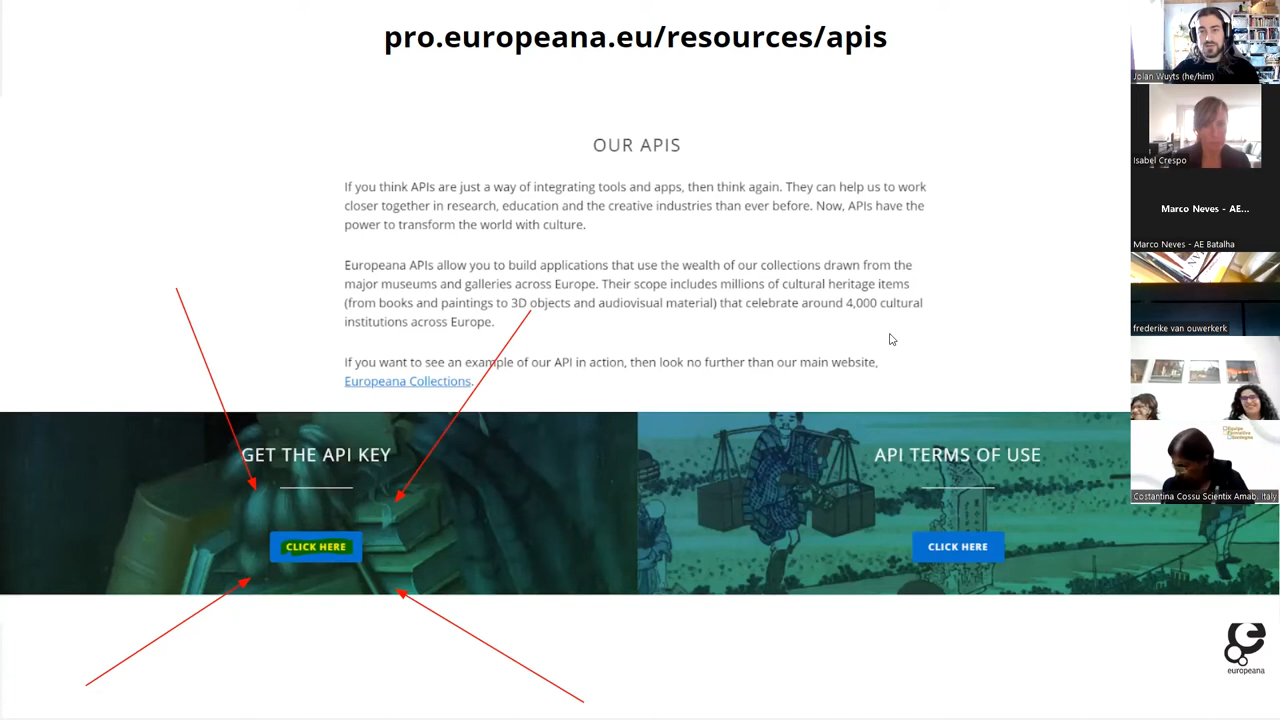 pro.europeana.eu/resources/apis
OUR APIS
If you think APIs are just a way of integrating tools and apps, then think again. They can help us to work
closer together in research, education and the creative industries than ever before. Now, APIs have the
power to transform the world with culture.
Europeana APIs allow you to build applications that use the wealth of our collections drawn from the
major museums and galleries across Europe. Their scope includes millions of cultural heritage items
(from books and paintings to 3D objects and audiovisual material) that celebrate around 4,000 cultural
institutions across Europe.
If you want to see an example of our API in action, then look no further than our main website,
Europeana Collections.
GET THE API KEY
CLICK HERE
API TERMS OF USE
CLICK HERE
europeana
Jolan Wuyts (he/him)
Isabel Crespo
Marco Neves - AE...
Marco Neves - AE Batalha
frederike van ouwerkerk
Costantina Cossu Scientix Amab. Italy